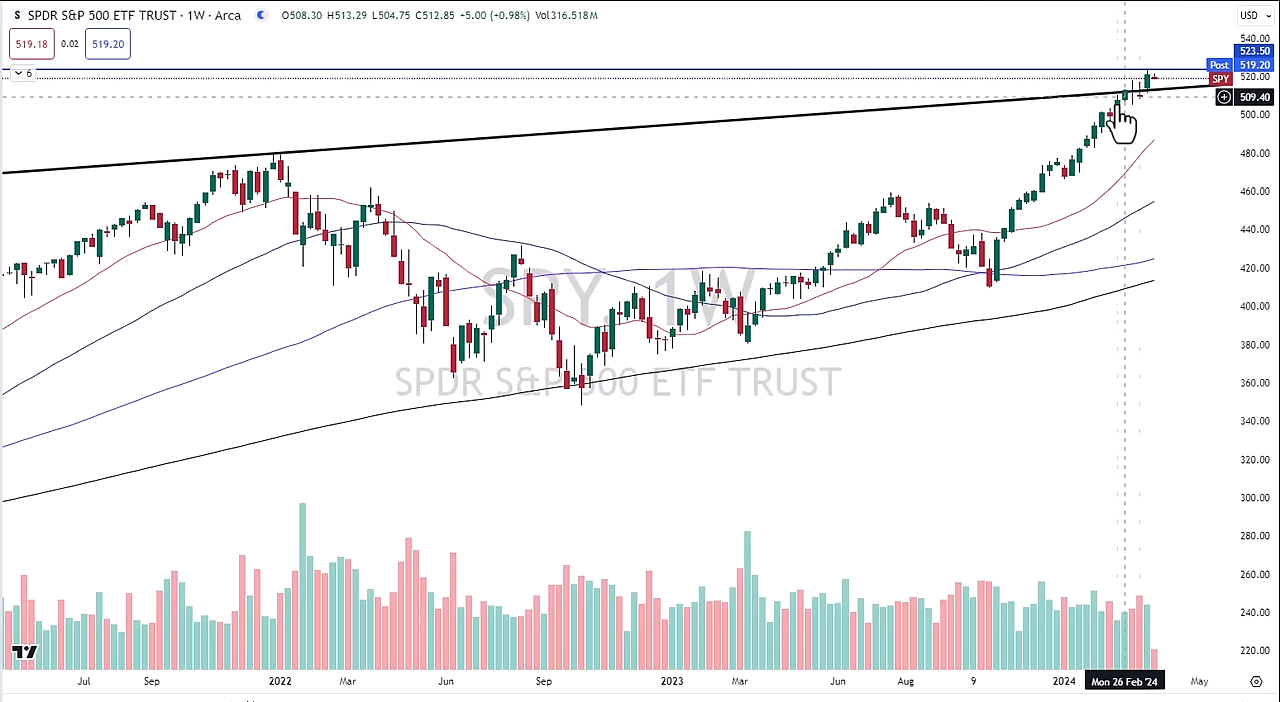 S SPDR S&P 500 ETF TRUST · 1W · Arca O508.30 H513.29 L504.75 C512.85 +5.00 (+0.98%) Vol316.518M
USD
519.18 0.02 519.20
6
540.00
523.50
Post 519.20
SPY
520.00
509.40
500.00
480.00
460.00
440.00
420.00
400.00
380.00
360.00
340.00
320.00
300.00
280.00
260.00
240.00
220.00
SPY, 1W
SPDR S&P 500 ETF TRUST
Jul Sep 2022 Mar Jun Sep 2023 Mar Jun Aug 9 2024 Mon 26 Feb '24 May